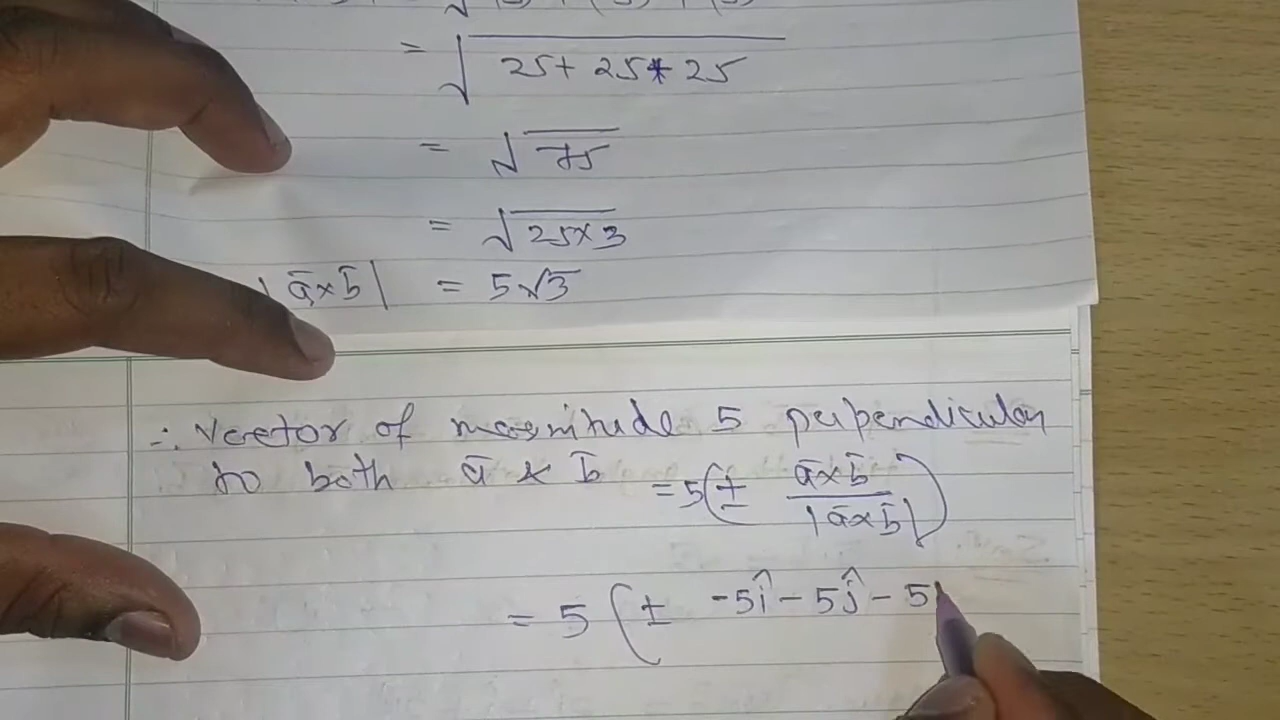 = √25+ 25+ 25
= √75
= √25×3
|a̅×b̅| = 5√3
∴ Vector of magnitude 5 perpendicular
to both a̅ & b̅ = 5(± a̅×b̅ / |a̅×b̅|)
= 5 (± -5î - 5ĵ - 5